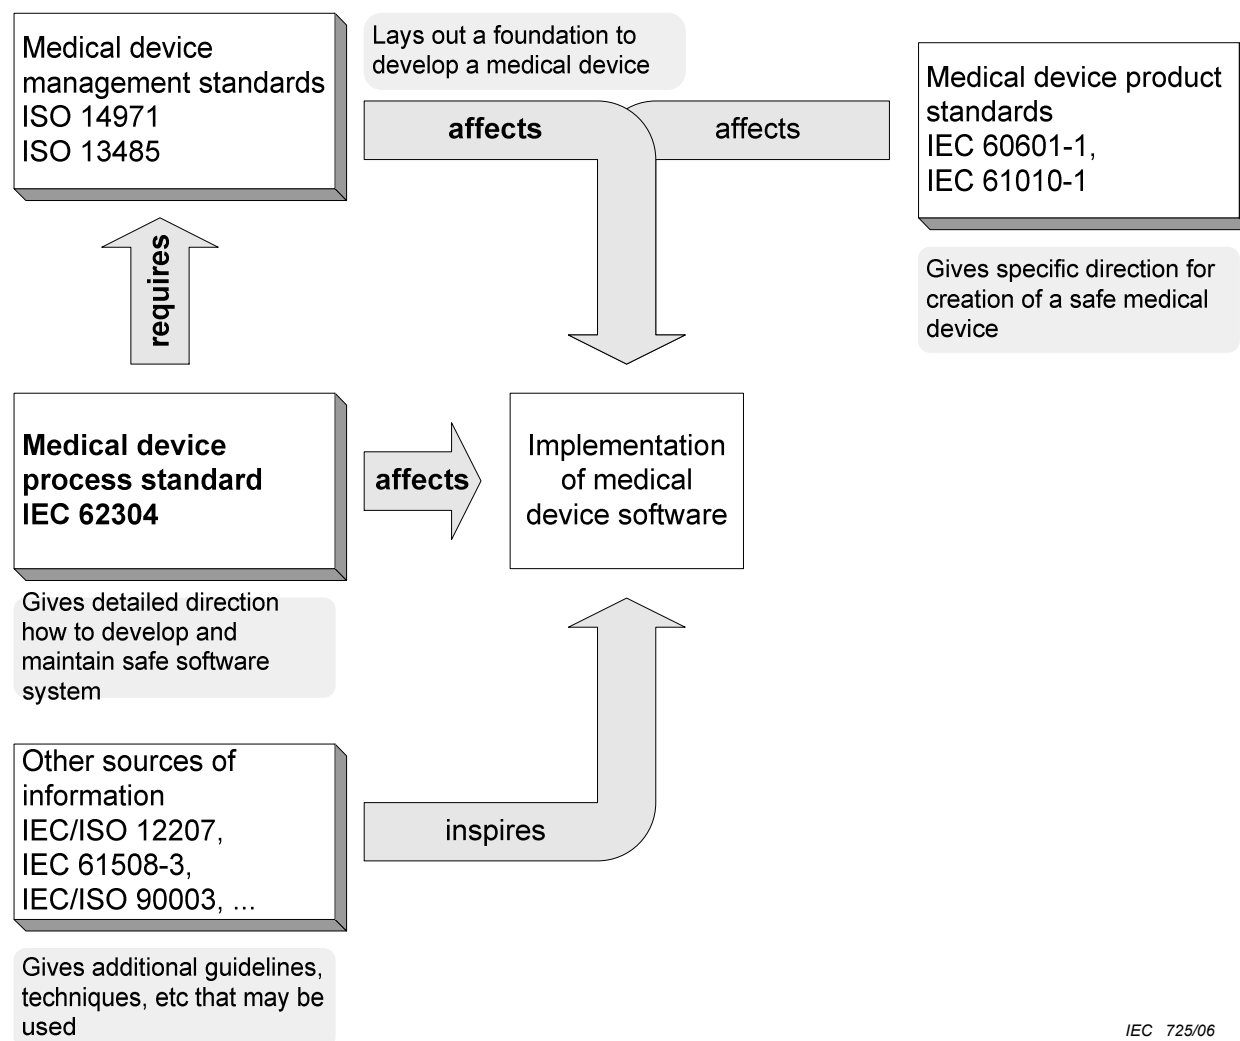 Medical device
management standards
ISO 14971
ISO 13485
Lays out a foundation to
develop a medical device
affects
affects
Medical device product
standards
IEC 60601-1,
IEC 61010-1
Gives specific direction for
creation of a safe medical
device
requires
Medical device
process standard
IEC 62304
affects
Implementation
of medical
device software
Gives detailed direction
how to develop and
maintain safe software
system
Other sources of
information
IEC/ISO 12207,
IEC 61508-3,
IEC/ISO 90003, ...
inspires
Gives additional guidelines,
techniques, etc that may be
used
IEC 725/06